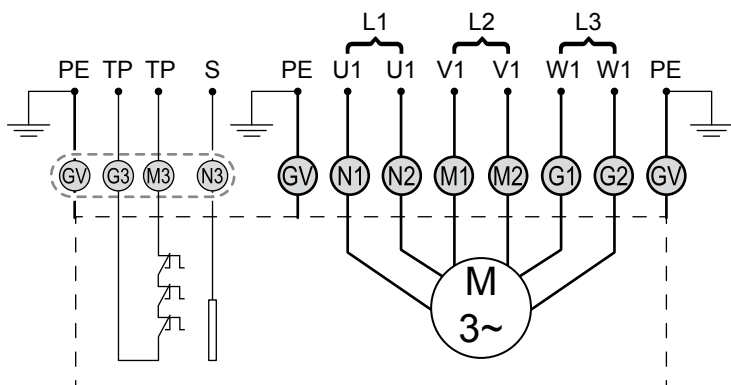 L1 L2 L3
PE TP TP S PE U1 U1 V1 V1 W1 W1 PE
GV G3 M3 N3 GV N1 N2 M1 M2 G1 G2 GV
M
3~